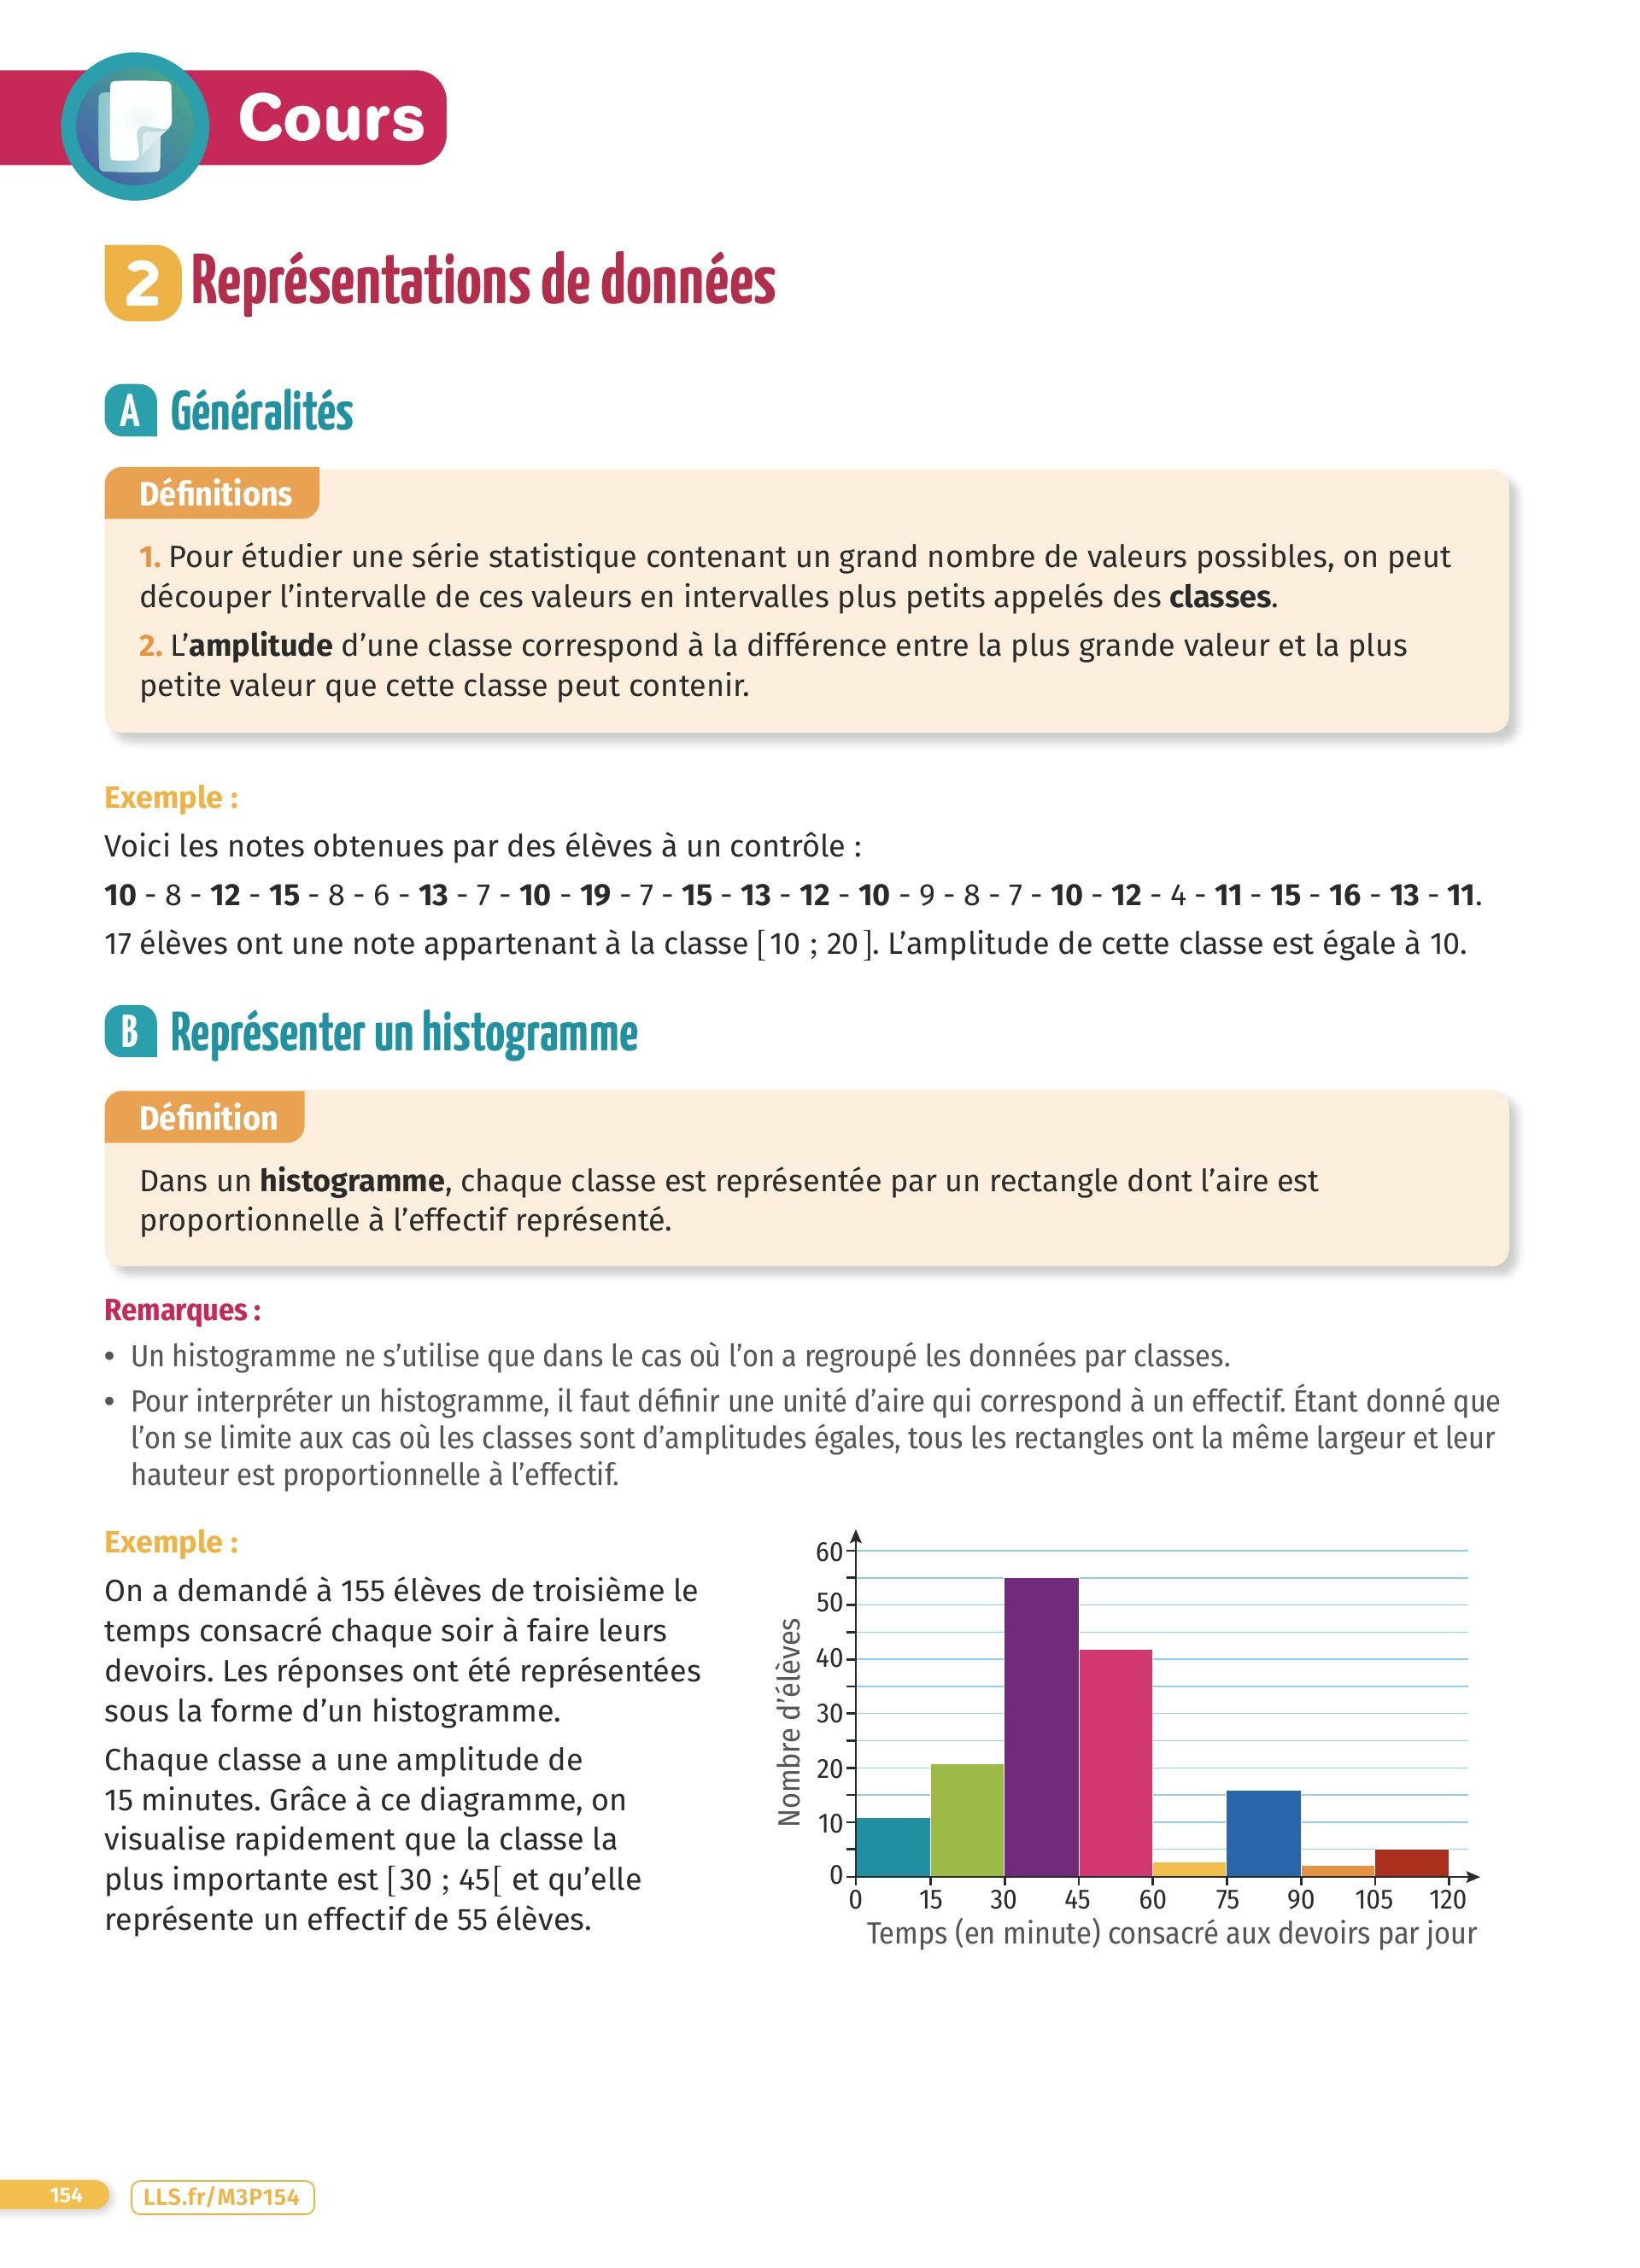 Cours
2 Représentations de données
A Généralités
Définitions
1. Pour étudier une série statistique contenant un grand nombre de valeurs possibles, on peut
découper l’intervalle de ces valeurs en intervalles plus petits appelés des classes.
2. L’amplitude d’une classe correspond à la différence entre la plus grande valeur et la plus
petite valeur que cette classe peut contenir.
Exemple :
Voici les notes obtenues par des élèves à un contrôle :
10 - 8 - 12 - 15 - 8 - 6 - 13 - 7 - 10 - 19 - 7 - 15 - 13 - 12 - 10 - 9 - 8 - 7 - 10 - 12 - 4 - 11 - 15 - 16 - 13 - 11.
17 élèves ont une note appartenant à la classe [10 ; 20]. L’amplitude de cette classe est égale à 10.
B Représenter un histogramme
Définition
Dans un histogramme, chaque classe est représentée par un rectangle dont l’aire est
proportionnelle à l’effectif représenté.
Remarques :
• Un histogramme ne s’utilise que dans le cas où l’on a regroupé les données par classes.
• Pour interpréter un histogramme, il faut définir une unité d’aire qui correspond à un effectif. Étant donné que
l’on se limite aux cas où les classes sont d’amplitudes égales, tous les rectangles ont la même largeur et leur
hauteur est proportionnelle à l’effectif.
Exemple :
On a demandé à 155 élèves de troisième le
temps consacré chaque soir à faire leurs
devoirs. Les réponses ont été représentées
sous la forme d’un histogramme.
Chaque classe a une amplitude de
15 minutes. Grâce à ce diagramme, on
visualise rapidement que la classe la
plus importante est [30 ; 45[ et qu’elle
représente un effectif de 55 élèves.
Nombre d’élèves
60
50
40
30
20
10
0
0 15 30 45 60 75 90 105 120
Temps (en minute) consacré aux devoirs par jour
154
LLS.fr/M3P154